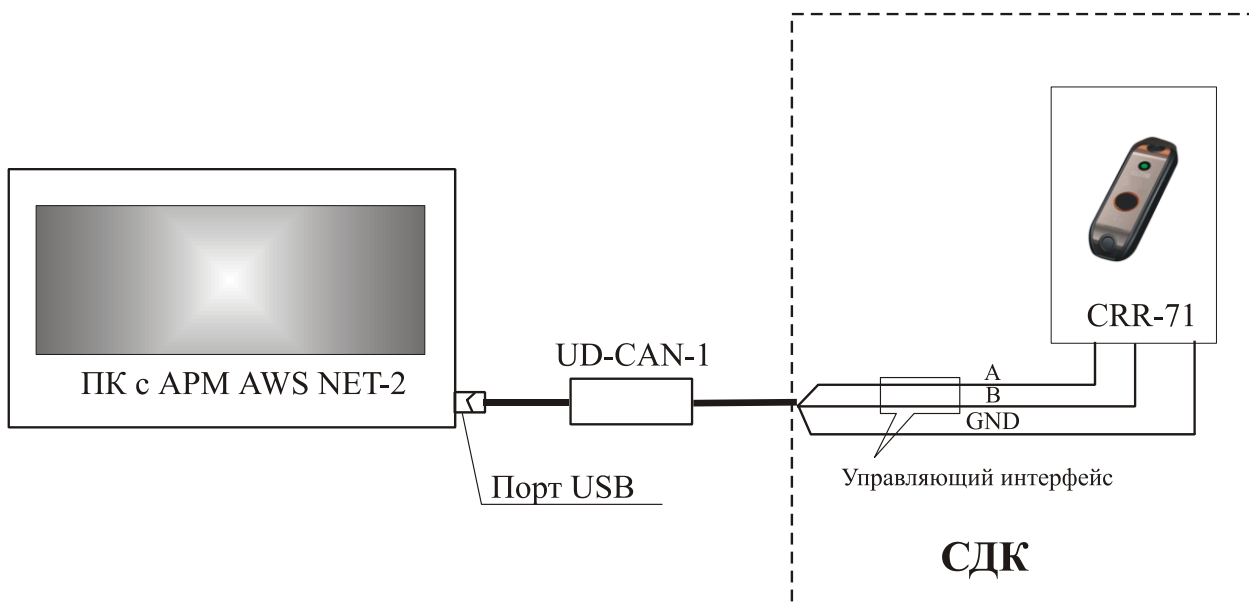 CRR-71
UD-CAN-1
ПК с АРМ AWS NET-2
A
B
GND
Порт USB
Управляющий интерфейс
СДК